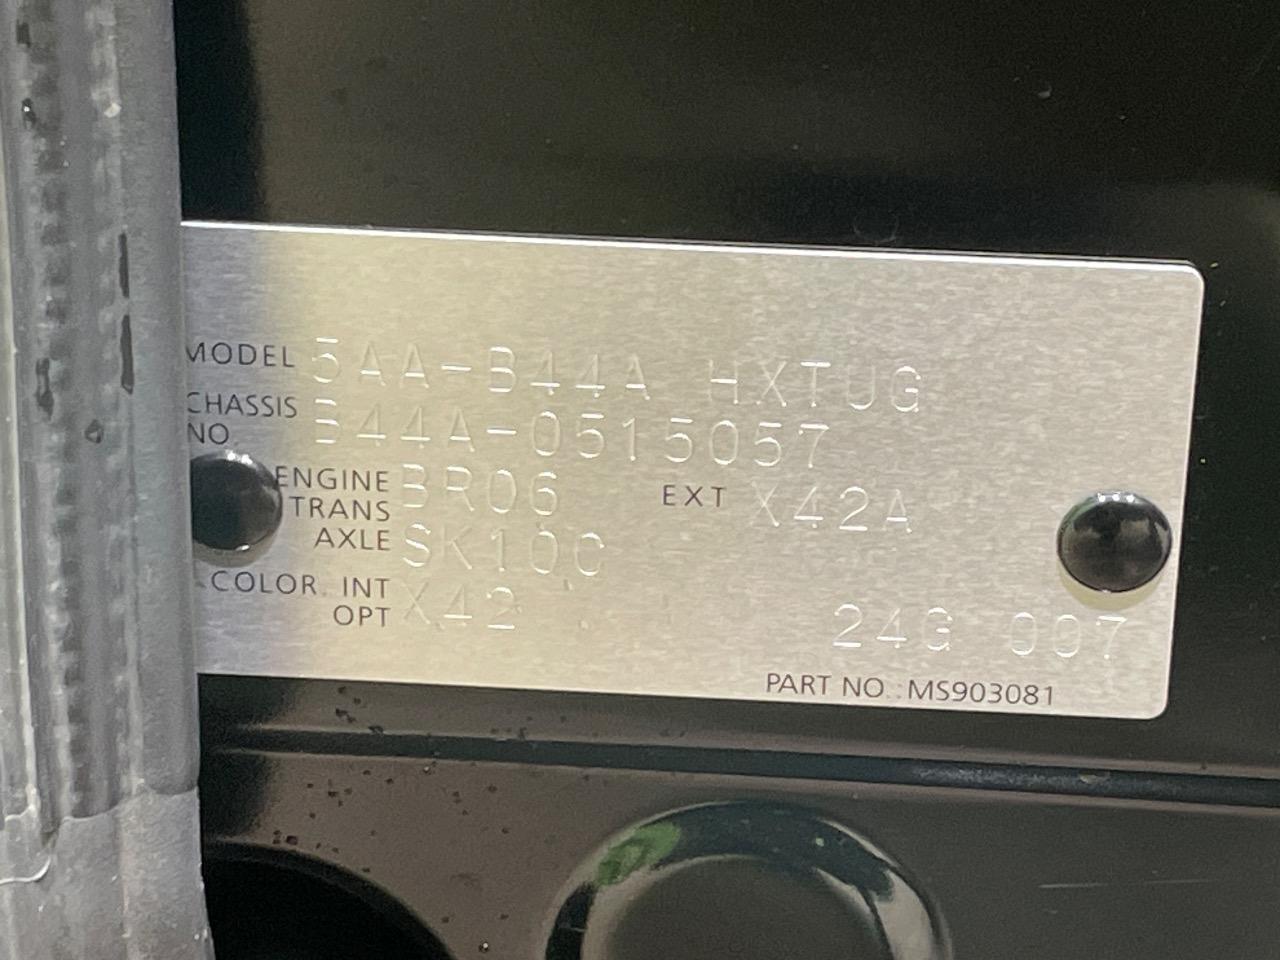 MODEL 5AA-B44A HXTUG
CHASSIS NO. B44A-0515057
ENGINE BR06 EXT X42A
TRANS AXLE SK10C
COLOR. INT X42
OPT
24G 007
PART NO.:MS903081